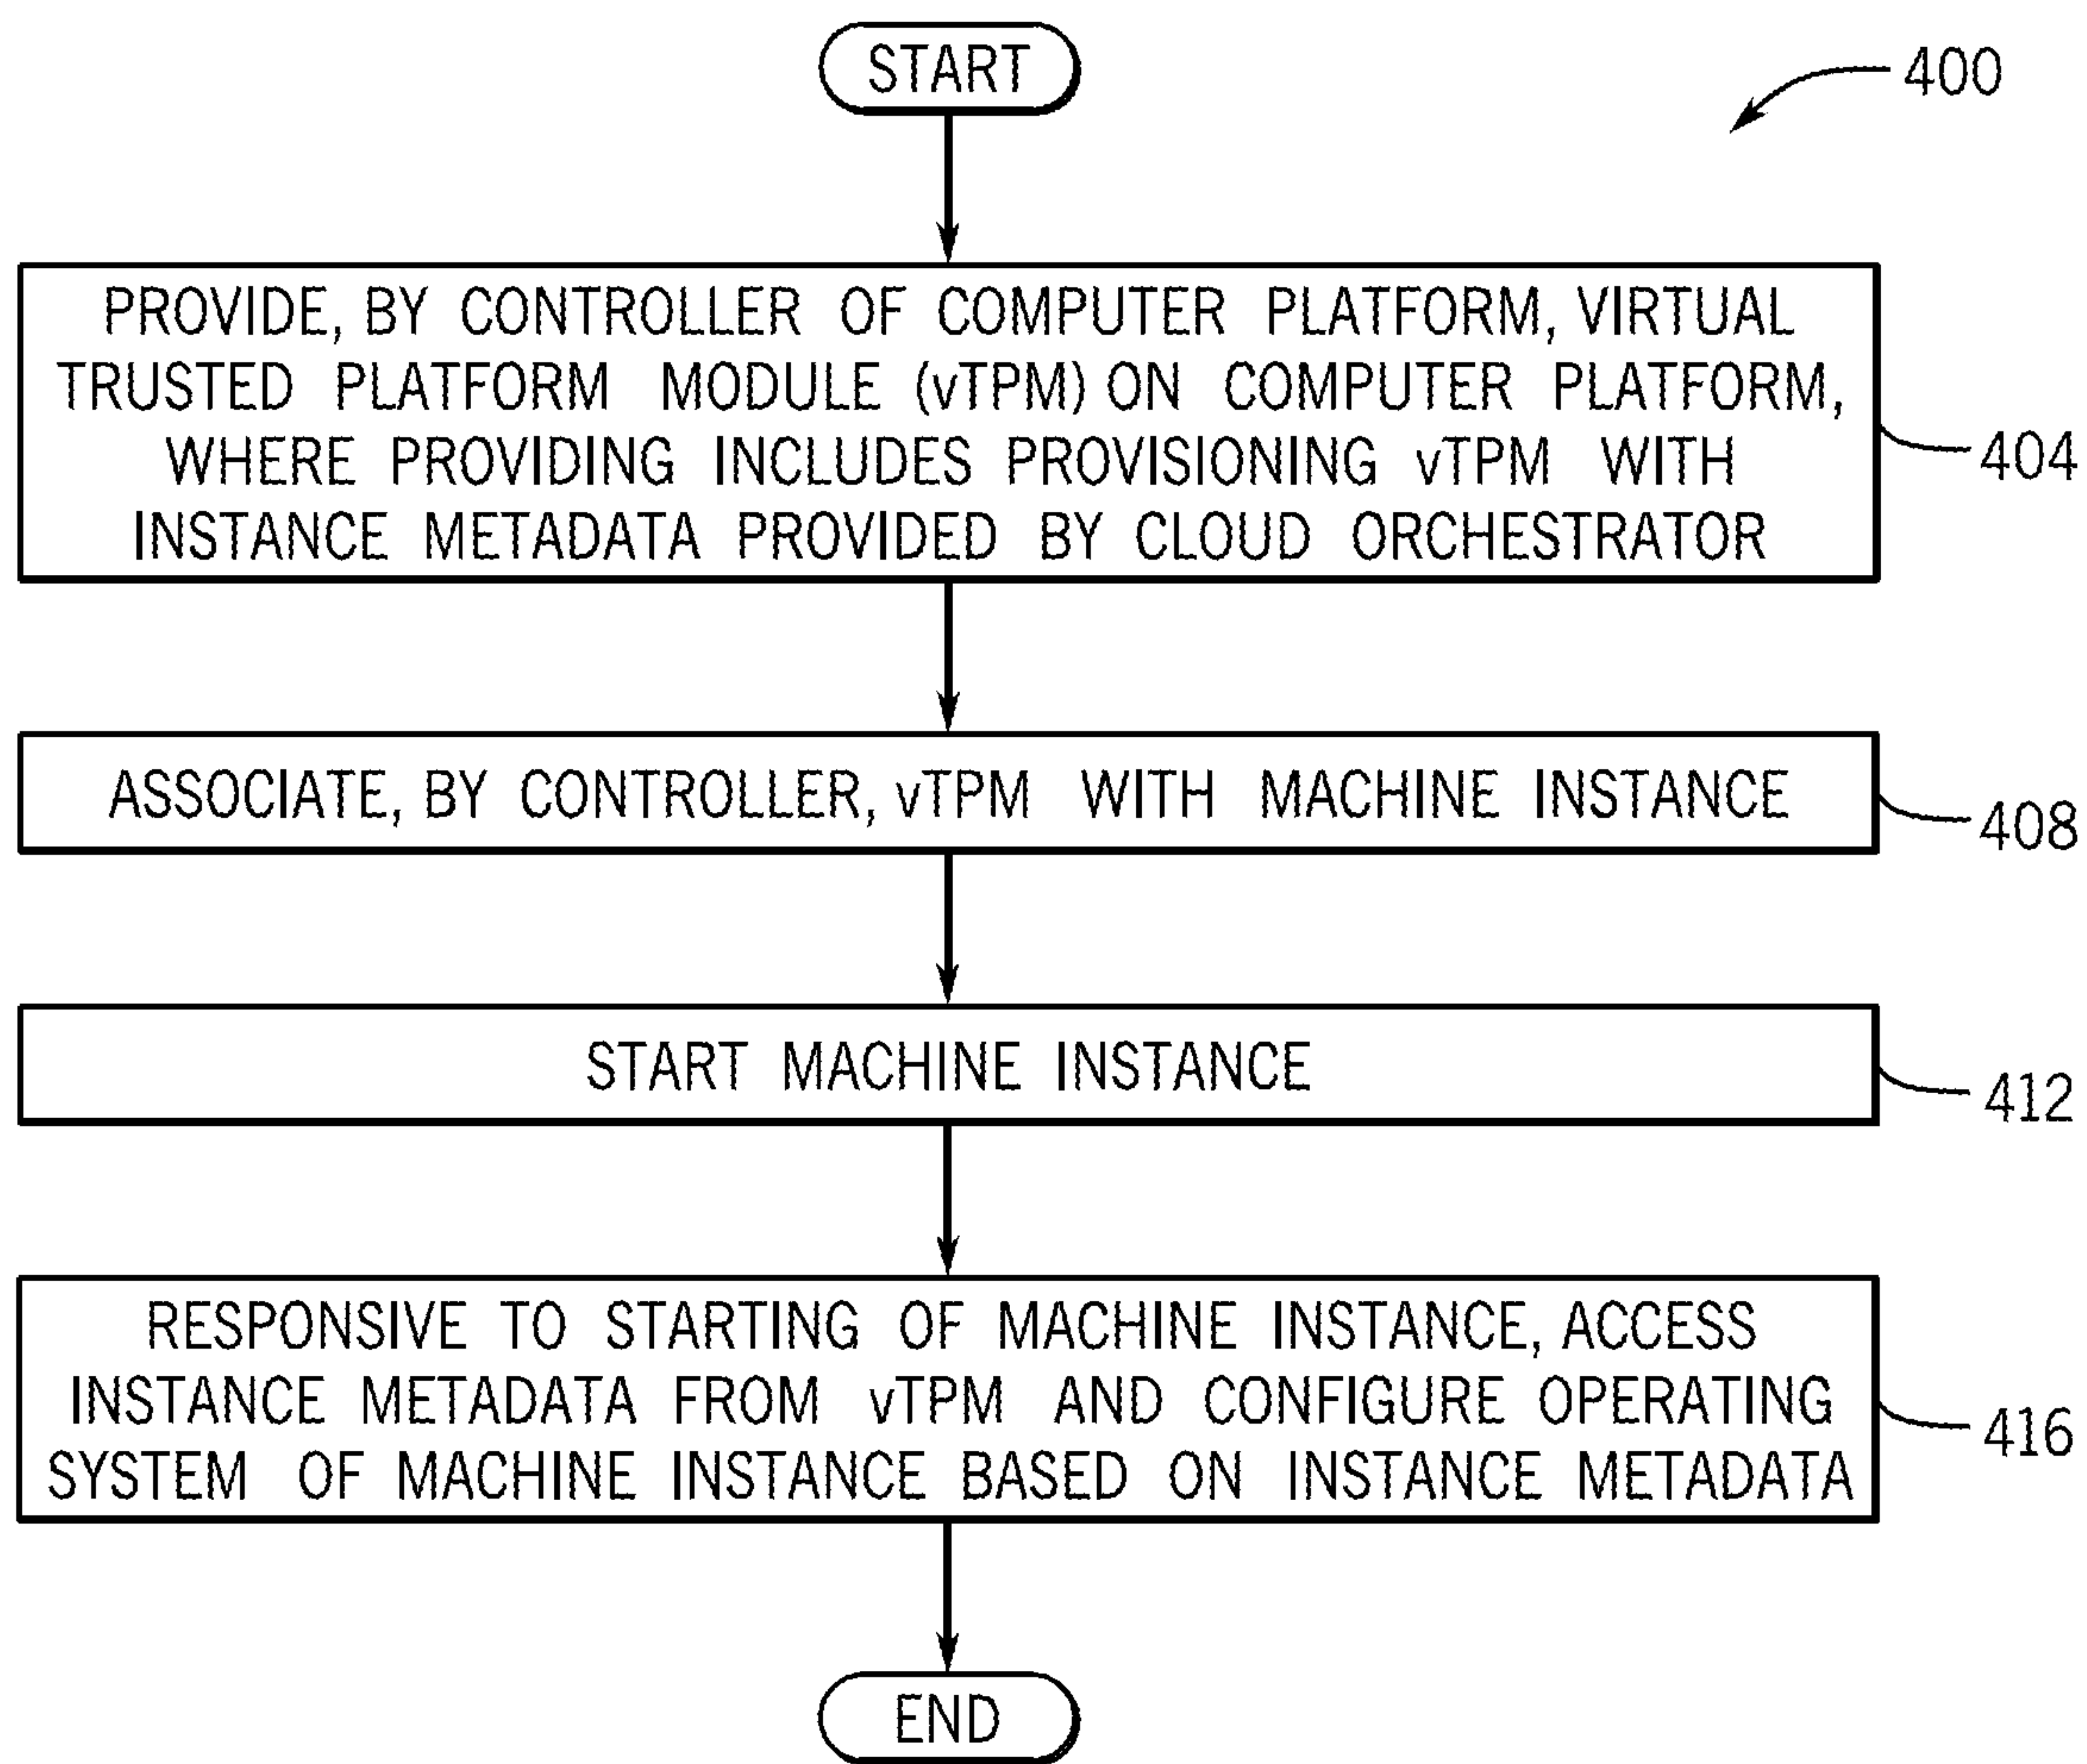 START
400
PROVIDE, BY CONTROLLER OF COMPUTER PLATFORM, VIRTUAL
TRUSTED PLATFORM MODULE (vTPM) ON COMPUTER PLATFORM,
WHERE PROVIDING INCLUDES PROVISIONING vTPM WITH
INSTANCE METADATA PROVIDED BY CLOUD ORCHESTRATOR
404
ASSOCIATE, BY CONTROLLER, vTPM WITH MACHINE INSTANCE
408
START MACHINE INSTANCE
412
RESPONSIVE TO STARTING OF MACHINE INSTANCE, ACCESS
INSTANCE METADATA FROM vTPM AND CONFIGURE OPERATING
SYSTEM OF MACHINE INSTANCE BASED ON INSTANCE METADATA
416
END